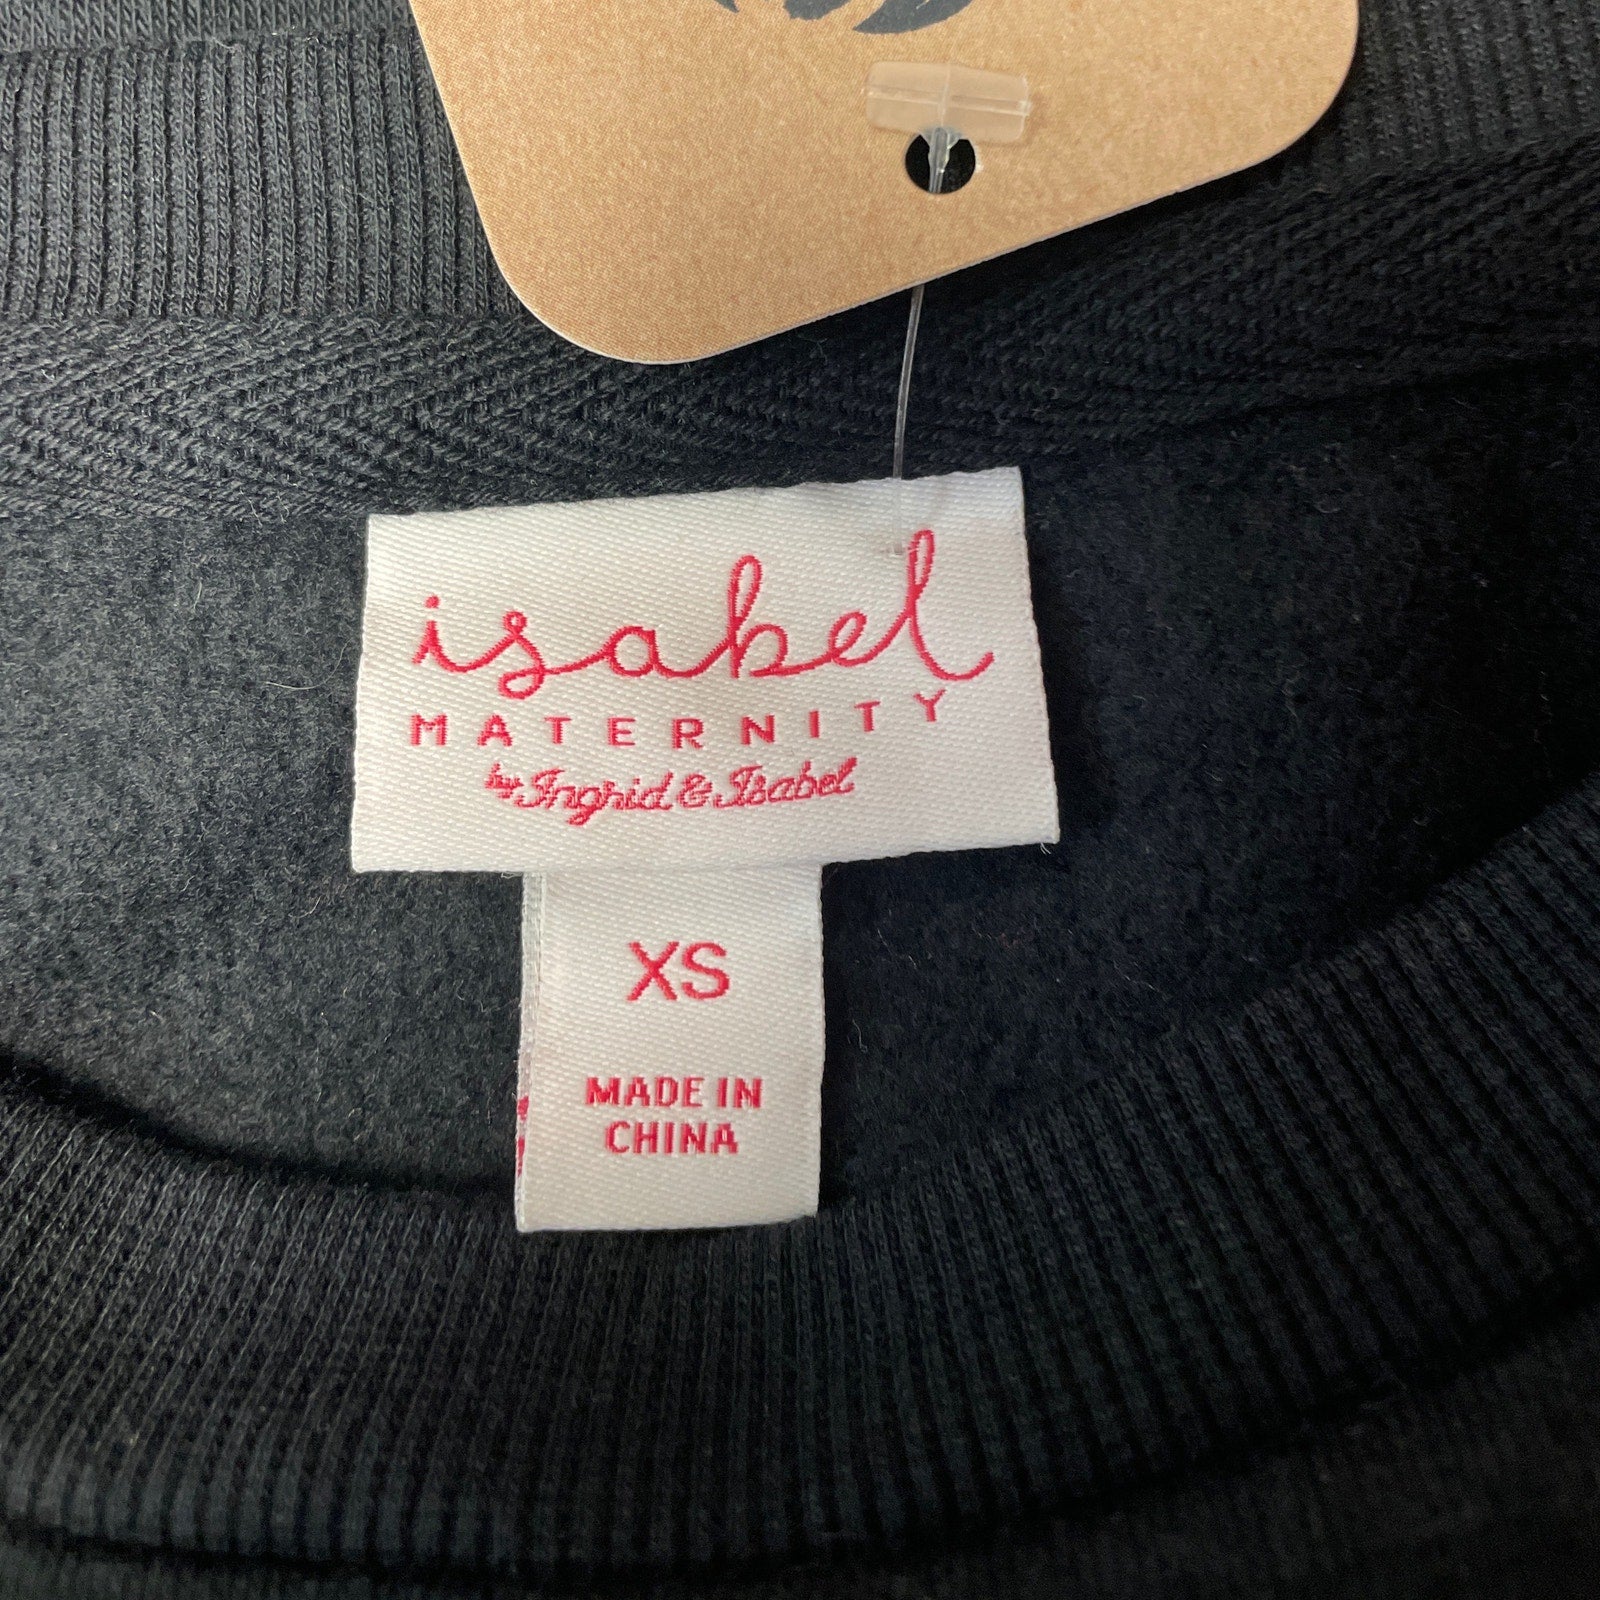 isabel
MATERNITY
by Ingrid & Isabel
XS
MADE IN
CHINA